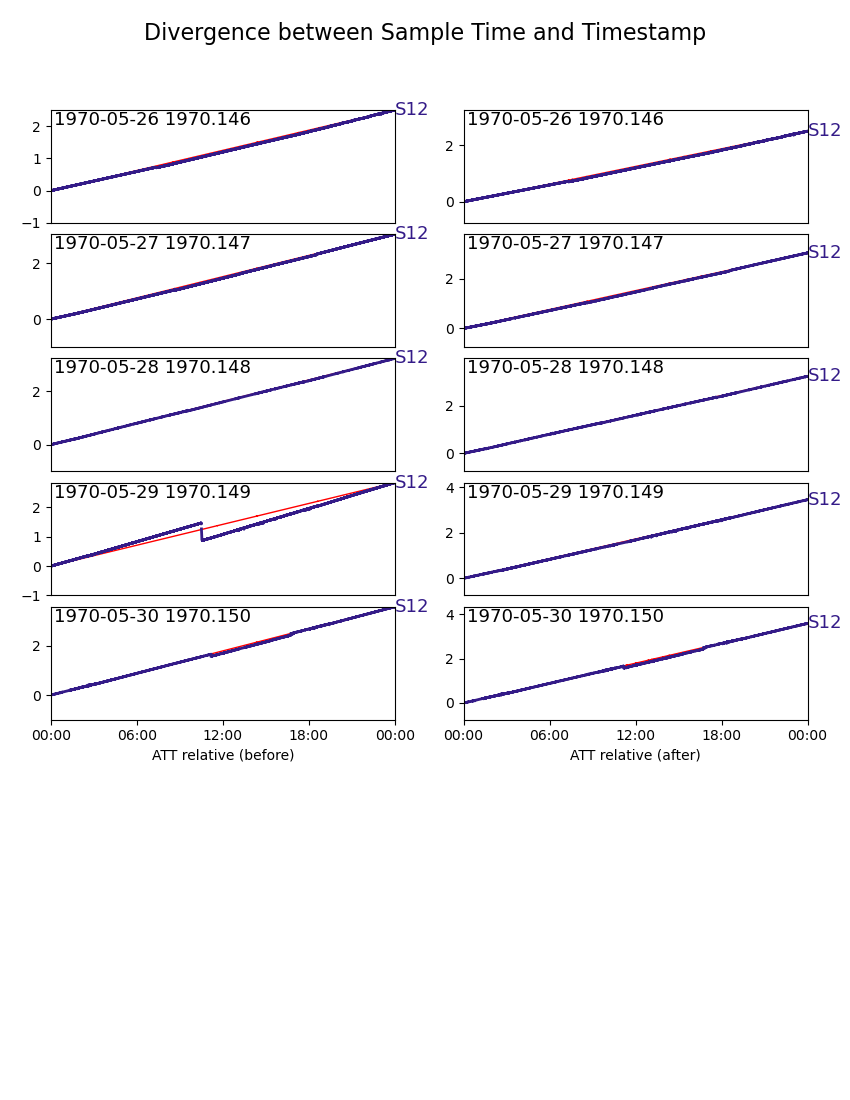 Divergence between Sample Time and Timestamp
1970-05-26 1970.146
S12
2
1
0
−1
1970-05-26 1970.146
S12
2
0
1970-05-27 1970.147
S12
2
0
1970-05-27 1970.147
S12
2
0
1970-05-28 1970.148
S12
2
0
1970-05-28 1970.148
S12
2
0
1970-05-29 1970.149
S12
2
1
0
−1
1970-05-29 1970.149
S12
4
2
0
1970-05-30 1970.150
S12
2
0
1970-05-30 1970.150
S12
4
2
0
00:00 06:00 12:00 18:00 00:00
ATT relative (before)
00:00 06:00 12:00 18:00 00:00
ATT relative (after)